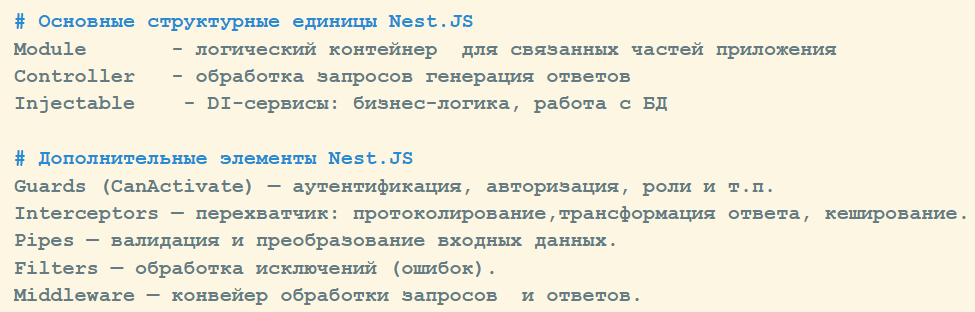 # Основные структурные единицы Nest.JS
Module - логический контейнер для связанных частей приложения
Controller - обработка запросов генерация ответов
Injectable - DI-сервисы: бизнес-логика, работа с БД
# Дополнительные элементы Nest.JS
Guards (CanActivate) — аутентификация, авторизация, роли и т.п.
Interceptors — перехватчик: протоколирование,трансформация ответа, кеширование.
Pipes — валидация и преобразование входных данных.
Filters — обработка исключений (ошибок).
Middleware — конвейер обработки запросов и ответов.